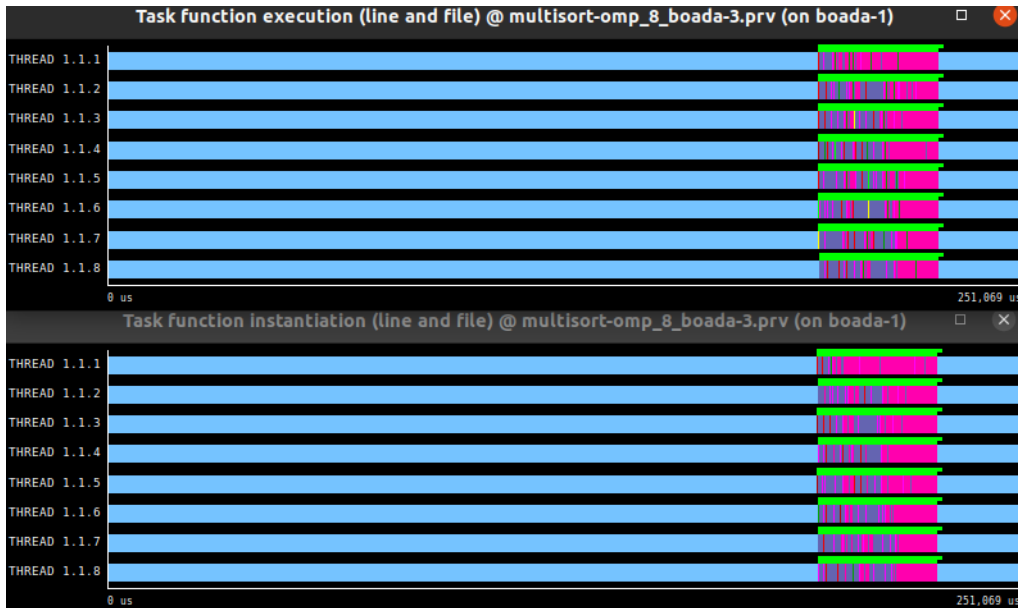 Task function execution (line and file) @ multisort-omp_8_boada-3.prv (on boada-1)
THREAD 1.1.1
THREAD 1.1.2
THREAD 1.1.3
THREAD 1.1.4
THREAD 1.1.5
THREAD 1.1.6
THREAD 1.1.7
THREAD 1.1.8
0 us 251,069 us
Task function instantiation (line and file) @ multisort-omp_8_boada-3.prv (on boada-1)
THREAD 1.1.1
THREAD 1.1.2
THREAD 1.1.3
THREAD 1.1.4
THREAD 1.1.5
THREAD 1.1.6
THREAD 1.1.7
THREAD 1.1.8
0 us 251,069 us